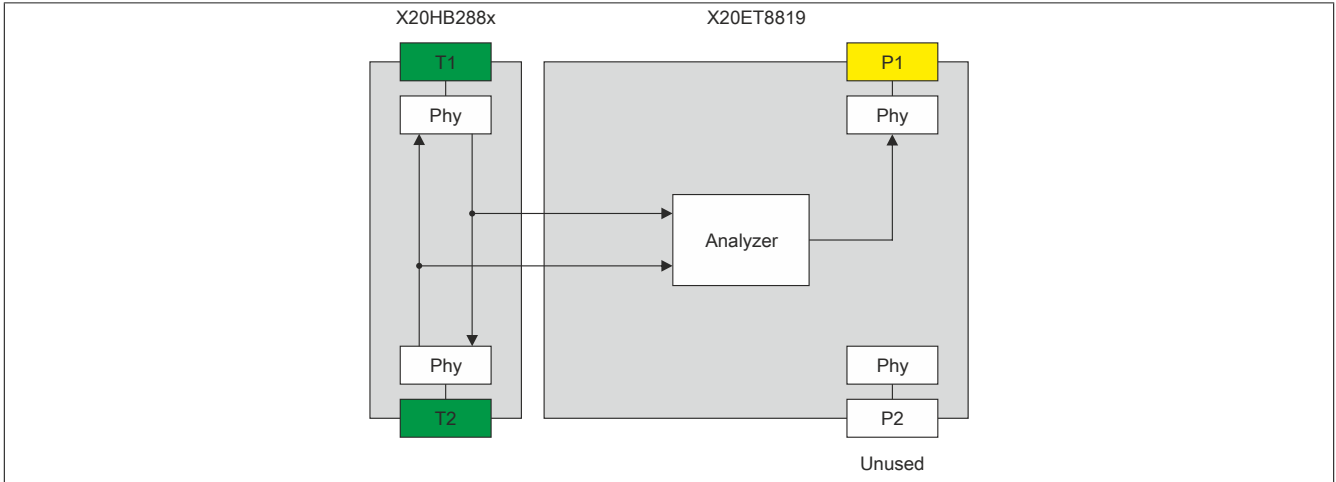 X20HB288x X20ET8819
T1 P1
Phy Phy
Analyzer
Phy Phy
T2 P2
Unused